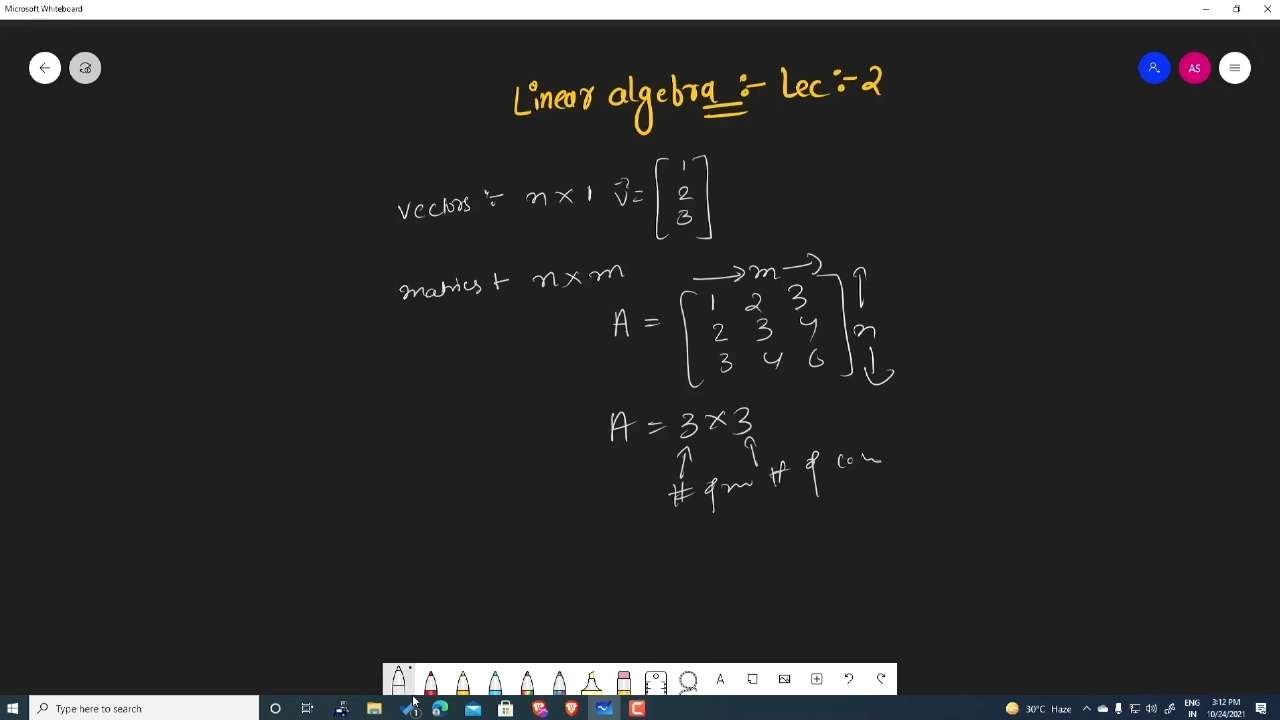 Microsoft Whiteboard
AS
Linear algebra :- Lec :- 2
vectors :- n × 1 v⃗ = [1
2
3]
→ m →
matrics + n × m
A = [1 2 3
2 3 4
3 4 6] n
A = 3 × 3
# of # of
A
Type here to search
1
30°C Haze
ENG
IN
3:12 PM
10/24/2021